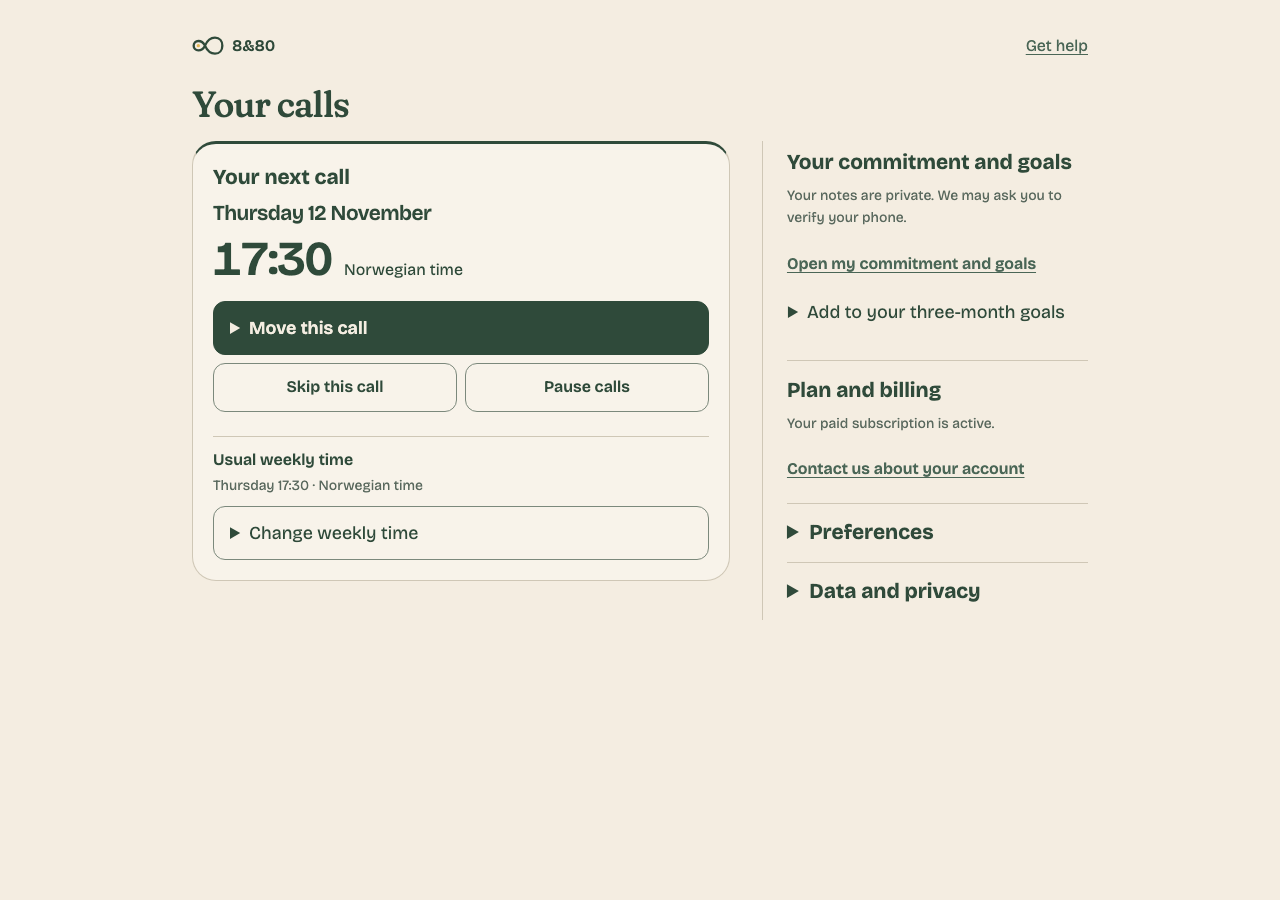 8&80
Get help
Your calls
Your next call
Thursday 12 November
17:30 Norwegian time
Move this call
Skip this call
Pause calls
Usual weekly time
Thursday 17:30 · Norwegian time
Change weekly time
Your commitment and goals
Your notes are private. We may ask you to
verify your phone.
Open my commitment and goals
Add to your three-month goals
Plan and billing
Your paid subscription is active.
Contact us about your account
Preferences
Data and privacy